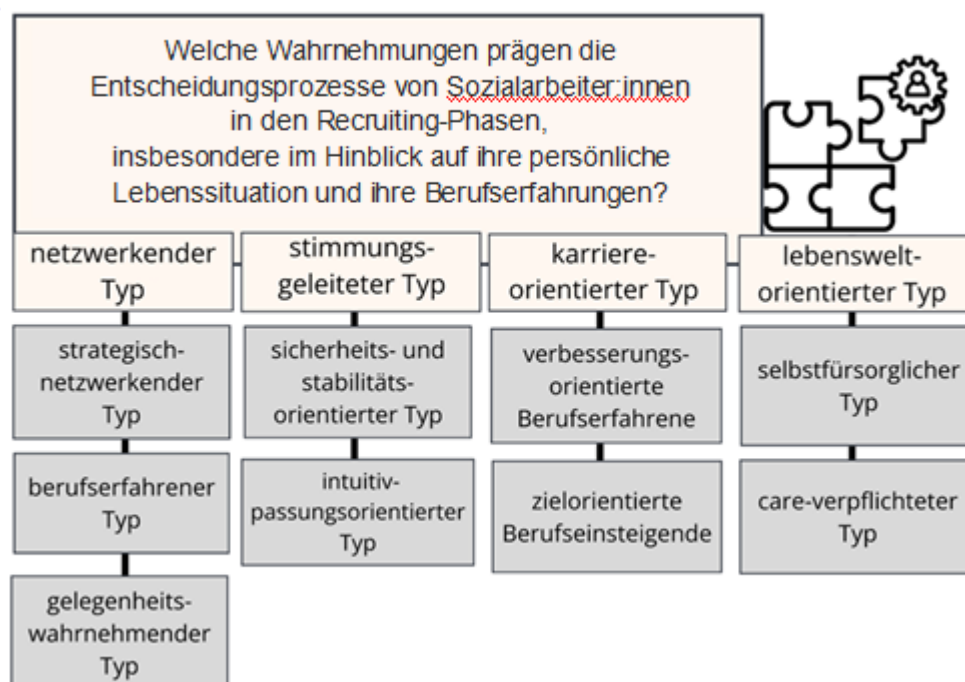 Welche Wahrnehmungen prägen die
Entscheidungsprozesse von Sozialarbeiter:innen
in den Recruiting-Phasen,
insbesondere im Hinblick auf ihre persönliche
Lebenssituation und ihre Berufserfahrungen?
netzwerkender
Typ
strategisch-
netzwerkender
Typ
berufserfahrener
Typ
gelegenheits-
wahrnehmender
Typ
stimmungs-
geleiteter Typ
sicherheits- und
stabilitäts-
orientierter Typ
intuitiv-
passungsorientierter
Typ
karriere-
orientierter Typ
verbesserungs-
orientierte
Berufserfahrene
zielorientierte
Berufseinsteigende
lebenswelt-
orientierter Typ
selbstfürsorglicher
Typ
care-verpflichteter
Typ